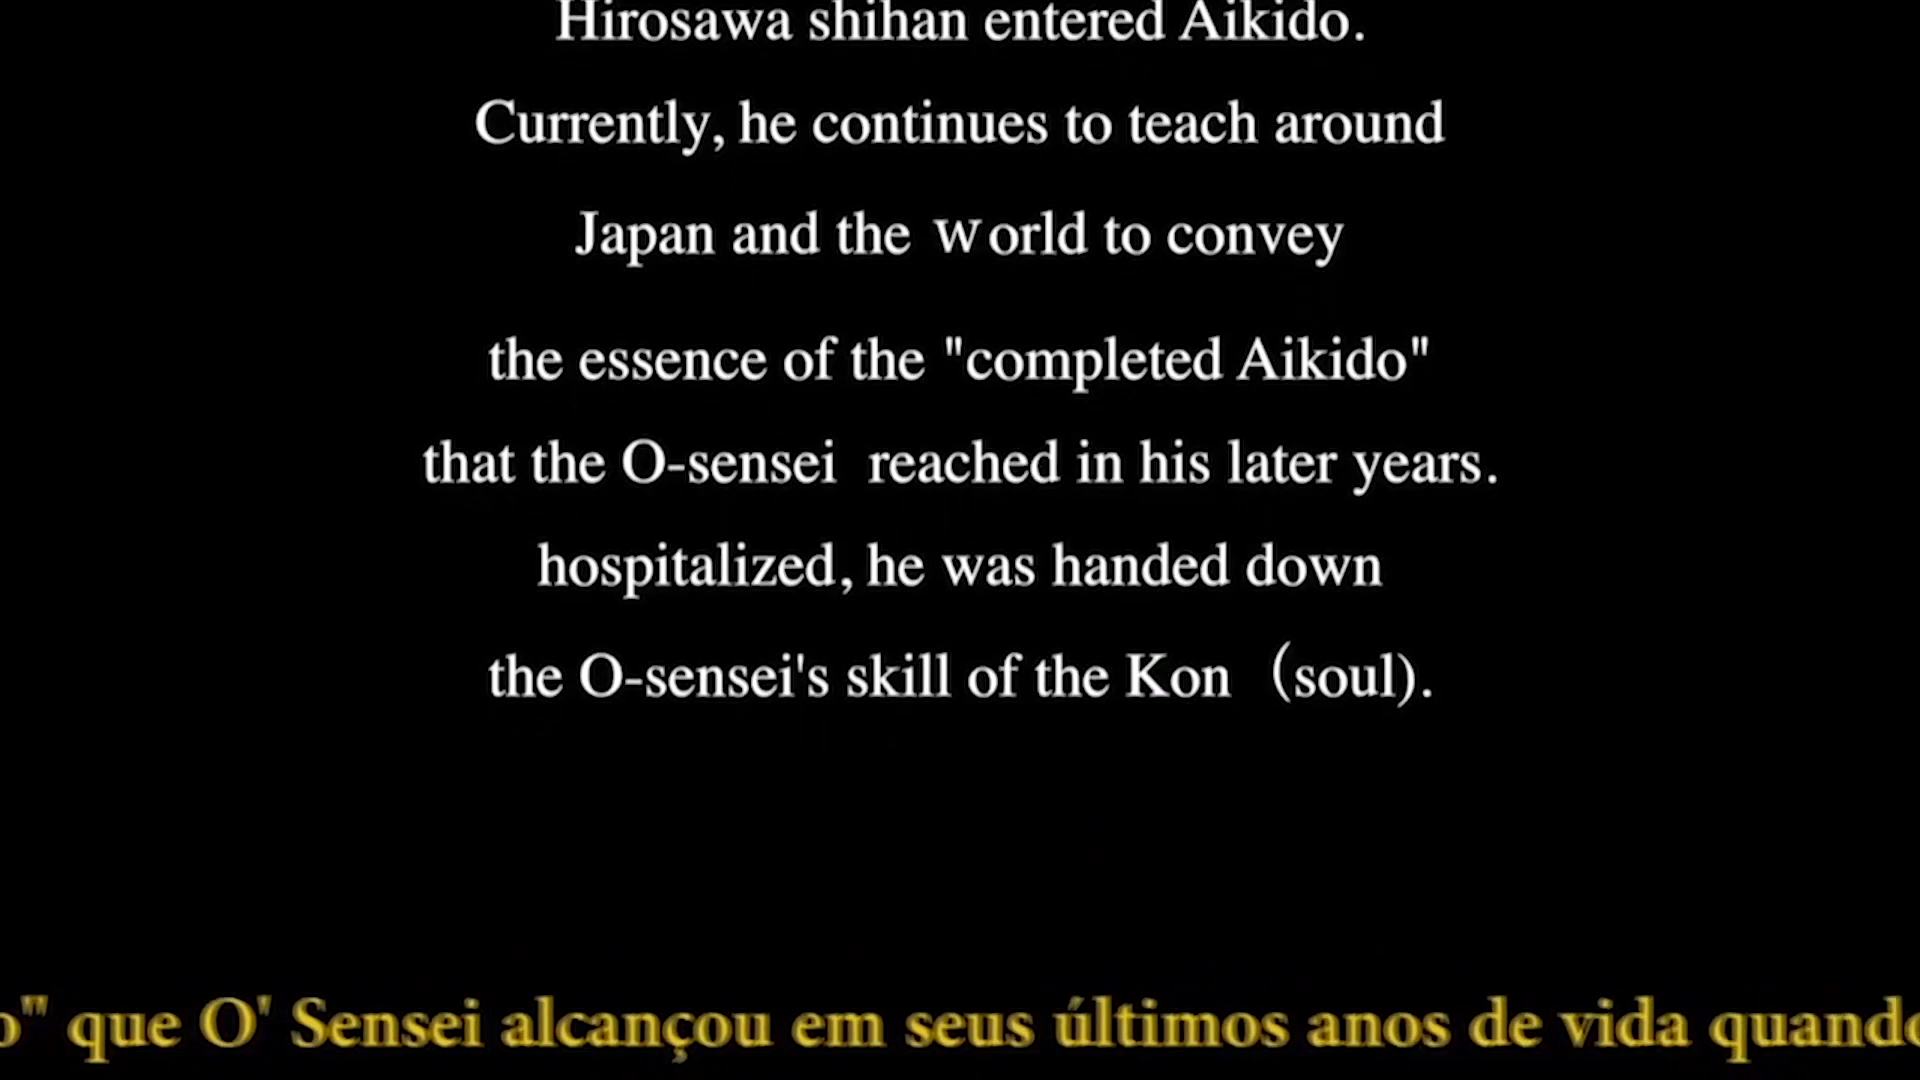 Hirosawa shihan entered Aikido.
Currently, he continues to teach around
Japan and the world to convey
the essence of the "completed Aikido"
that the O-sensei reached in his later years.
hospitalized, he was handed down
the O-sensei's skill of the Kon (soul).
o" que O' Sensei alcançou em seus últimos anos de vida quando